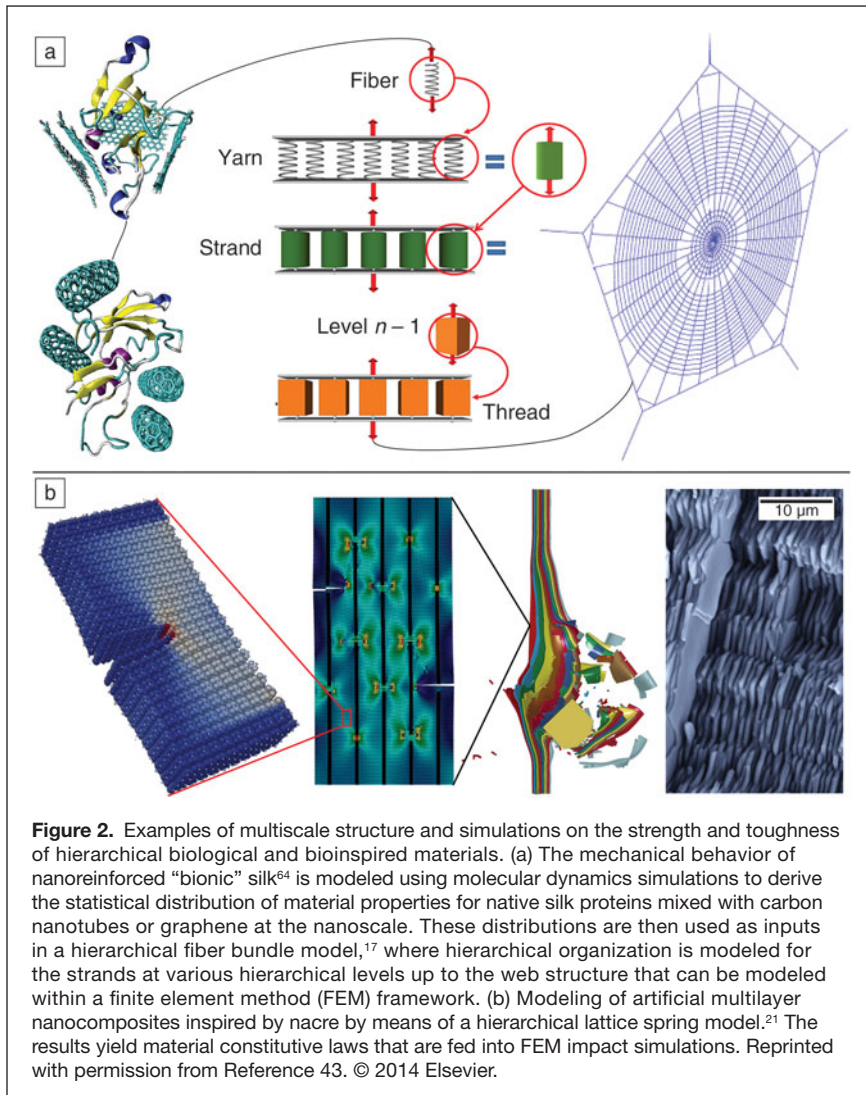 a
Fiber
Yarn
Strand
Level n – 1
Thread
b
10 µm
Figure 2. Examples of multiscale structure and simulations on the strength and toughness
of hierarchical biological and bioinspired materials. (a) The mechanical behavior of
nanoreinforced “bionic” silk⁶⁴ is modeled using molecular dynamics simulations to derive
the statistical distribution of material properties for native silk proteins mixed with carbon
nanotubes or graphene at the nanoscale. These distributions are then used as inputs
in a hierarchical fiber bundle model,¹⁷ where hierarchical organization is modeled for
the strands at various hierarchical levels up to the web structure that can be modeled
within a finite element method (FEM) framework. (b) Modeling of artificial multilayer
nanocomposites inspired by nacre by means of a hierarchical lattice spring model.²¹ The
results yield material constitutive laws that are fed into FEM impact simulations. Reprinted
with permission from Reference 43. © 2014 Elsevier.